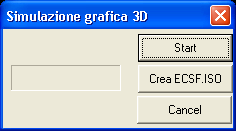 Simulazione grafica 3D
Start
Crea ECSF.ISO
Cancel